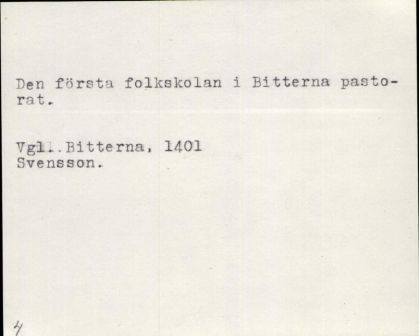 Den första folkskolan i Bitterna pasto-
rat.
Vgll.Bitterna, 1401
Svensson.
4